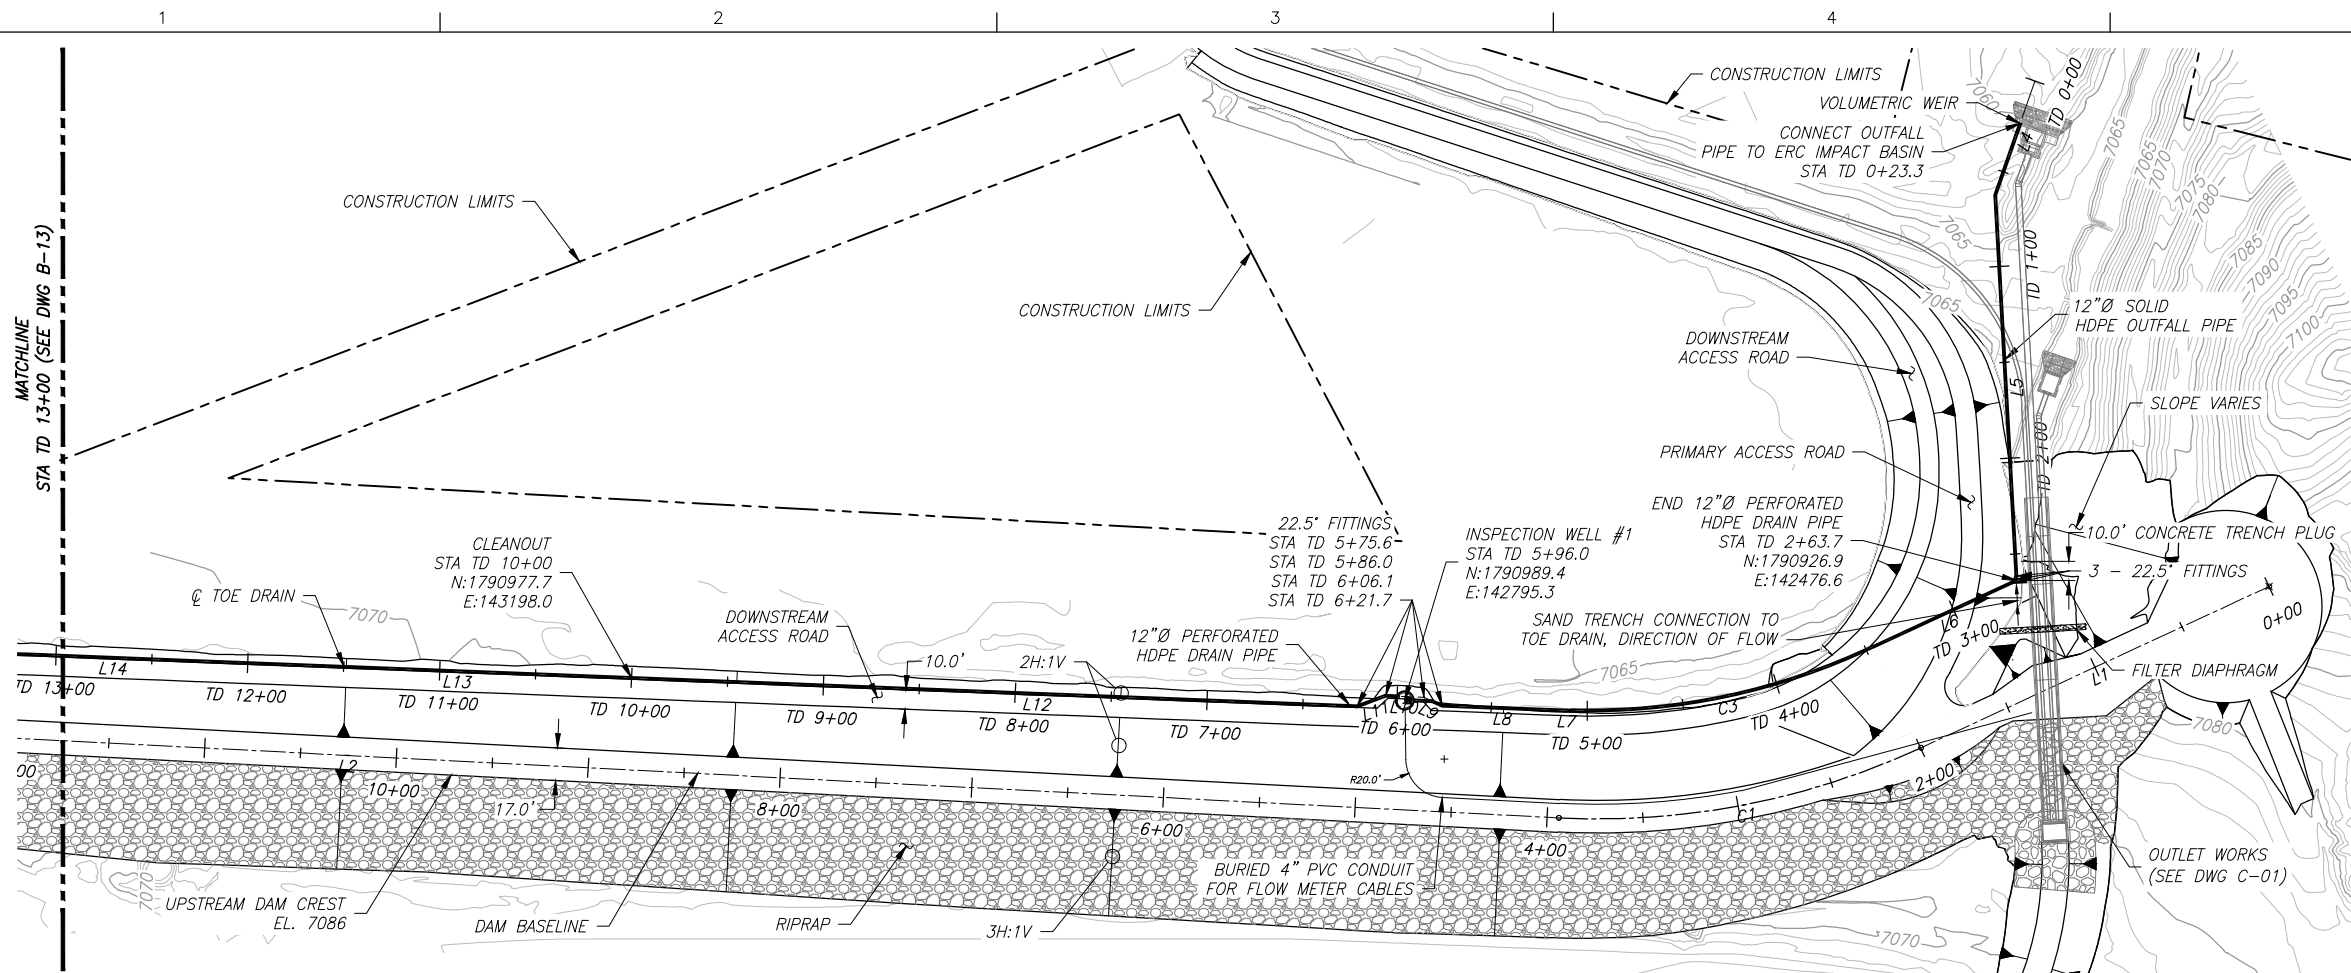 1
2
3
4
CONSTRUCTION LIMITS
VOLUMETRIC WEIR
CONNECT OUTFALL
PIPE TO ERC IMPACT BASIN
STA TD 0+23.3
7060
L4
TD 0+00
7065
7065
7070
7075
7080
7085
7090
7095
7100
7065
7065
TD 1+00
CONSTRUCTION LIMITS
CONSTRUCTION LIMITS
MATCHLINE
STA TD 13+00 (SEE DWG B-13)
12"Ø SOLID
HDPE OUTFALL PIPE
DOWNSTREAM
ACCESS ROAD
L5
SLOPE VARIES
TD 2+00
PRIMARY ACCESS ROAD
END 12"Ø PERFORATED
HDPE DRAIN PIPE
STA TD 2+63.7
N:1790926.9
E:142476.6
22.5° FITTINGS
STA TD 5+75.6
STA TD 5+86.0
STA TD 6+06.1
STA TD 6+21.7
INSPECTION WELL #1
STA TD 5+96.0
N:1790989.4
E:142795.3
10.0' CONCRETE TRENCH PLUG
3 - 22.5° FITTINGS
CLEANOUT
STA TD 10+00
N:1790977.7
E:143198.0
℄ TOE DRAIN
7070
DOWNSTREAM
ACCESS ROAD
12"Ø PERFORATED
HDPE DRAIN PIPE
SAND TRENCH CONNECTION TO
TOE DRAIN, DIRECTION OF FLOW
L6
TD 3+00
0+00
FILTER DIAPHRAGM
L1
7065
10.0'
2H:1V
L14
TD 13+00
TD 12+00
L13
TD 11+00
TD 10+00
TD 9+00
L12
TD 8+00
TD 7+00
L11
L10
L9
TD 6+00
L8
L7
TD 5+00
C3
TD 4+00
7080
R20.0'
L2
10+00
17.0'
8+00
6+00
4+00
C1
2+00
7070
UPSTREAM DAM CREST
EL. 7086
DAM BASELINE
RIPRAP
3H:1V
BURIED 4" PVC CONDUIT
FOR FLOW METER CABLES
7070
OUTLET WORKS
(SEE DWG C-01)